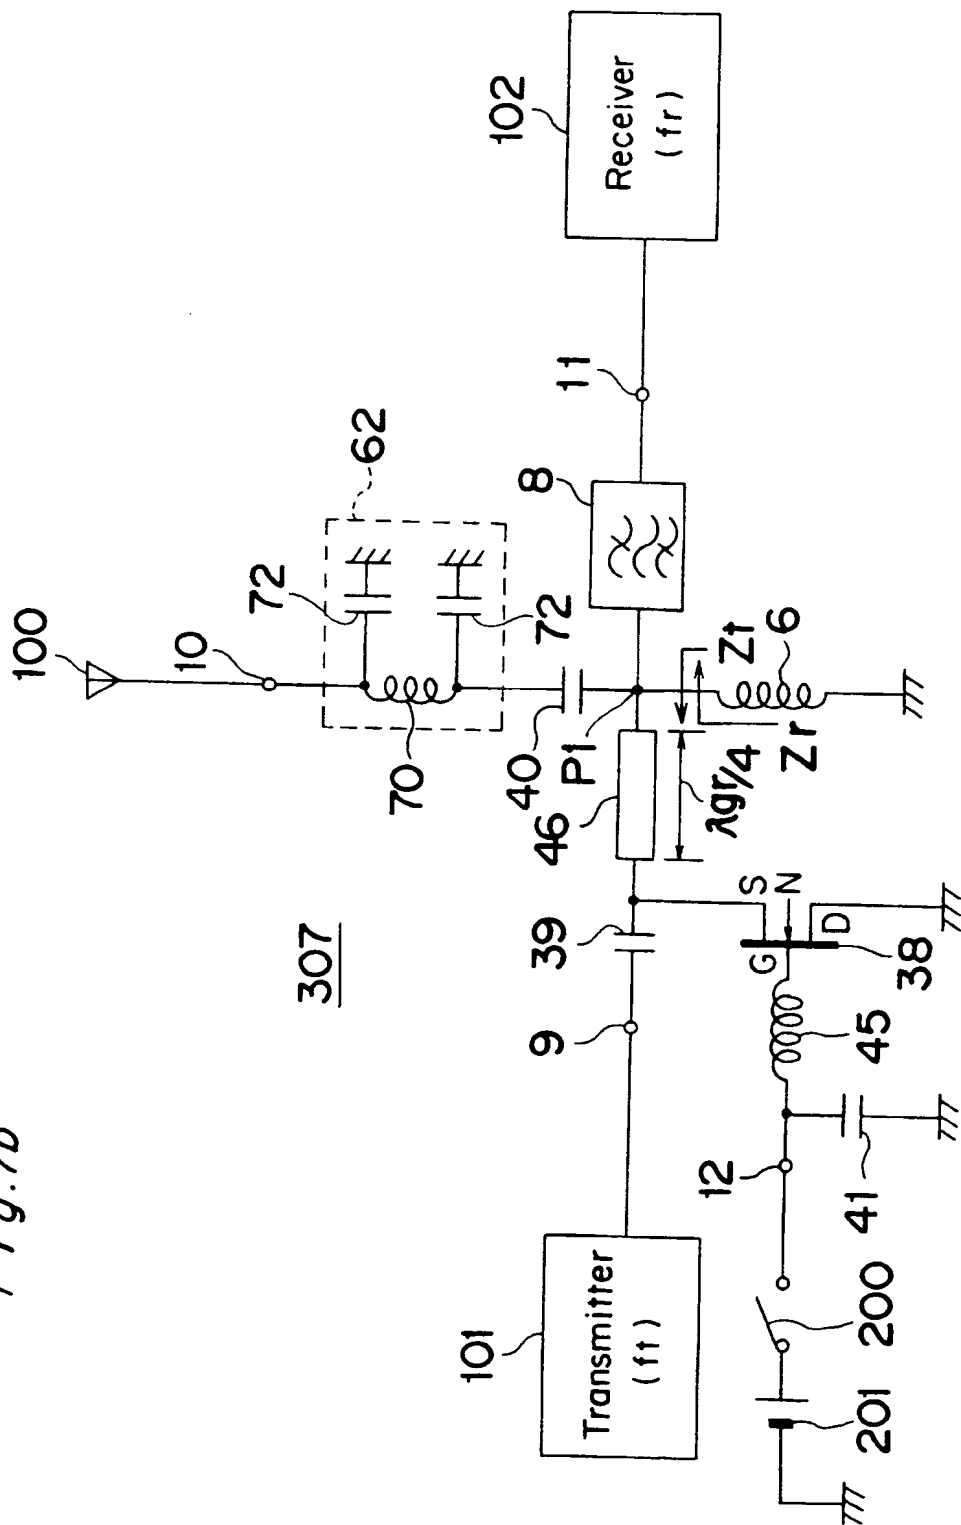 Fig. 7b
307
100
10
62
72
72
70
40
P1
46
λgr/4
Zt
Zr
6
8
11
102
Receiver
(fr)
39
9
101
Transmitter
(ft)
S
N
G
D
38
45
12
41
200
201